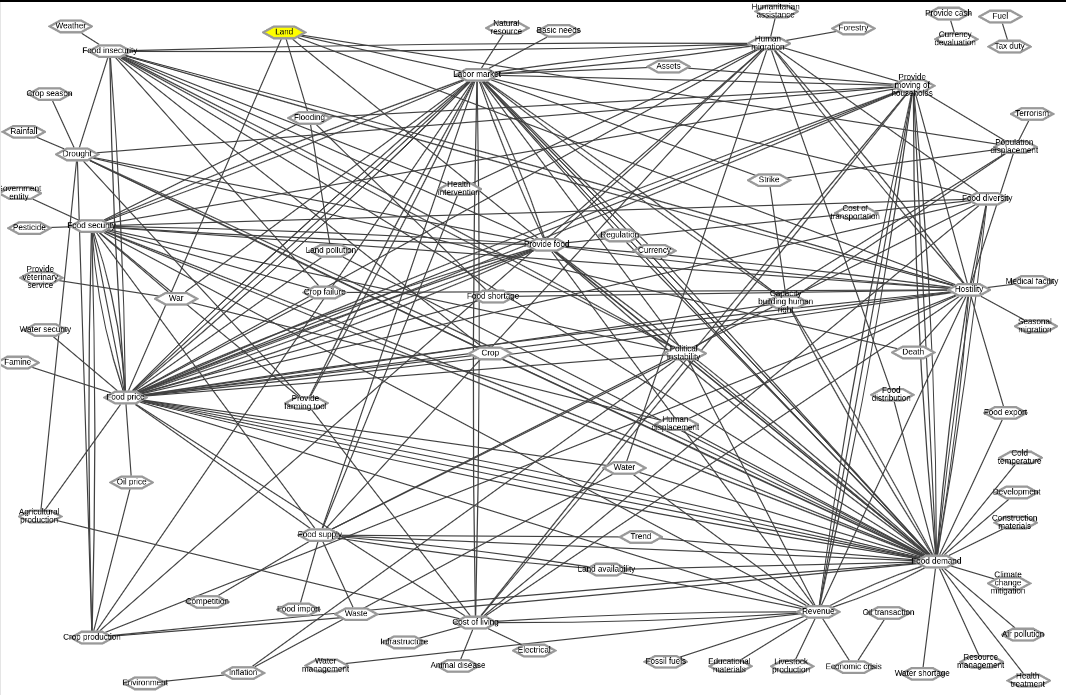 Humanitarian
assistance
Provide cash
Fuel
Weather
Land
Natural
resource
Basic needs
Forestry
Currency
devaluation
Tax duty
Food insecurity
Human
migration
Labor market
Assets
Provide
moving of
households
Crop season
Flooding
Terrorism
Rainfall
Drought
Population
displacement
Government
entity
Health
intervention
Strike
Food diversity
Pesticide
Food security
Cost of
transportation
Land pollution
Provide food
Regulation
Currency
Provide
veterinary
service
War
Crop failure
Food shortage
Capacity
building human
right
Hostility
Medical facility
Water security
Seasonal
migration
Famine
Crop
Political
instability
Death
Food price
Provide
farming tool
Food
distribution
Human
displacement
Food export
Oil price
Water
Cold
temperature
Development
Agricultural
production
Food supply
Trend
Construction
materials
Land availability
Food demand
Climate
change
mitigation
Competition
Food import
Waste
Cost of living
Revenue
Oil transaction
Crop production
Infrastructure
Electrical
Air pollution
Environment
Inflation
Water
management
Animal disease
Fossil fuels
Educational
materials
Livestock
production
Economic crisis
Water shortage
Resource
management
Health
treatment